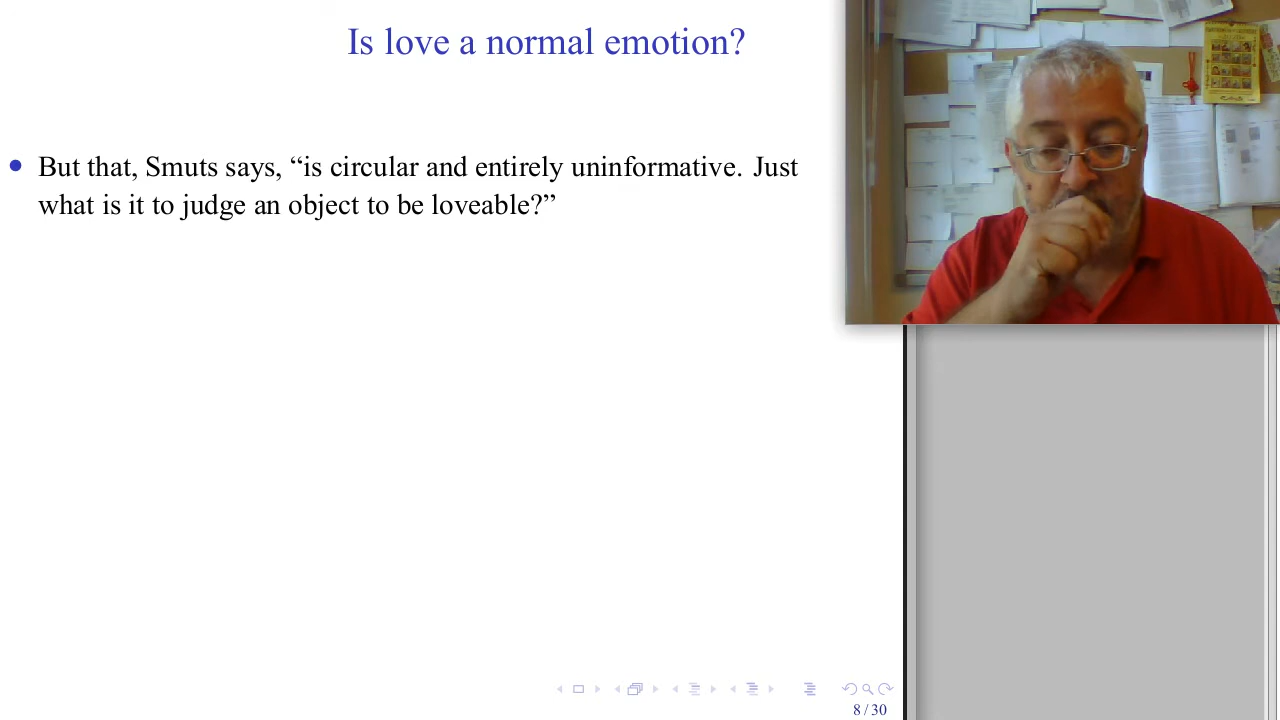 Is love a normal emotion?
But that, Smuts says, “is circular and entirely uninformative. Just
what is it to judge an object to be loveable?”
8 / 30